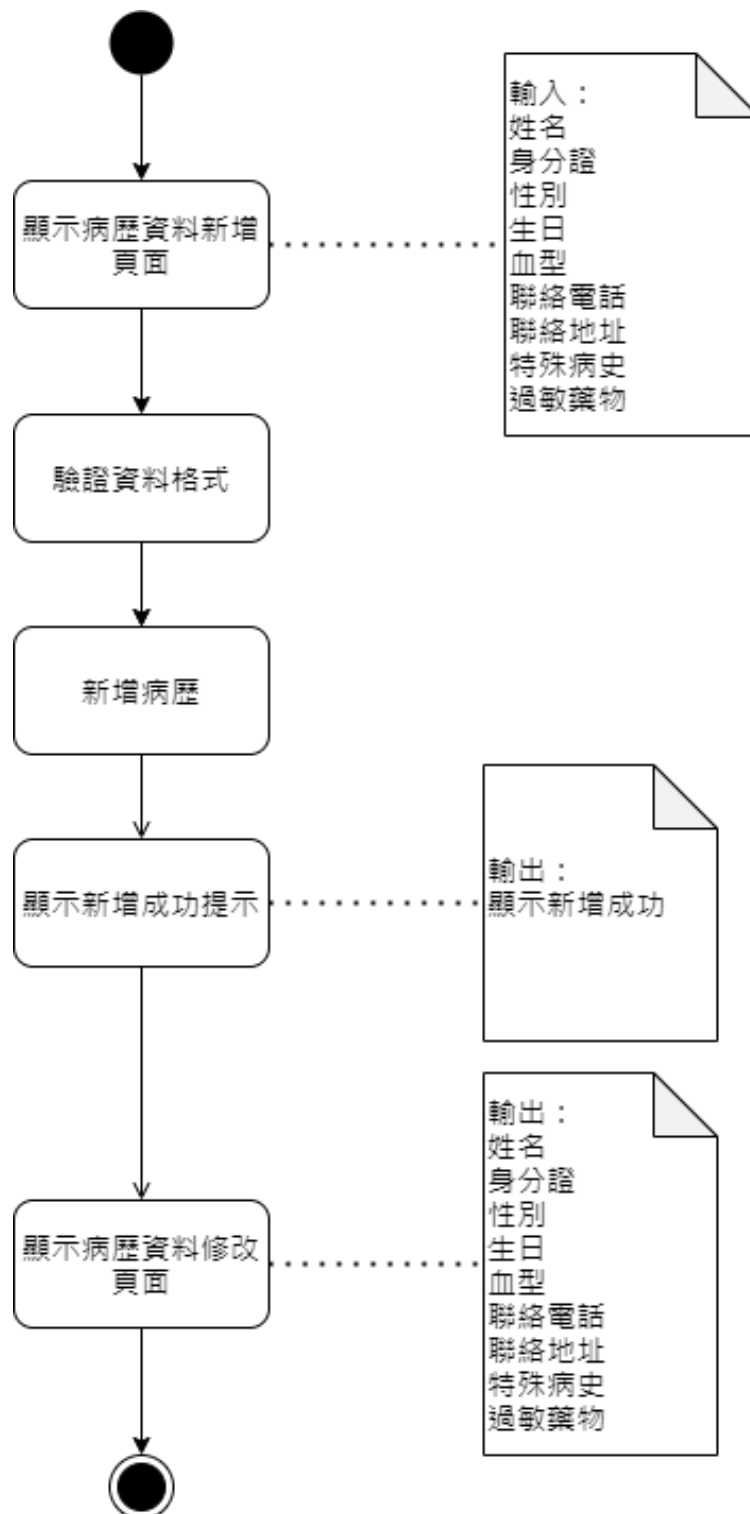 輸入：
姓名
身分證
性別
生日
血型
聯絡電話
聯絡地址
特殊病史
過敏藥物
顯示病歷資料新增
頁面
驗證資料格式
新增病歷
顯示新增成功提示
輸出：
顯示新增成功
輸出：
姓名
身分證
性別
生日
血型
聯絡電話
聯絡地址
特殊病史
過敏藥物
顯示病歷資料修改
頁面